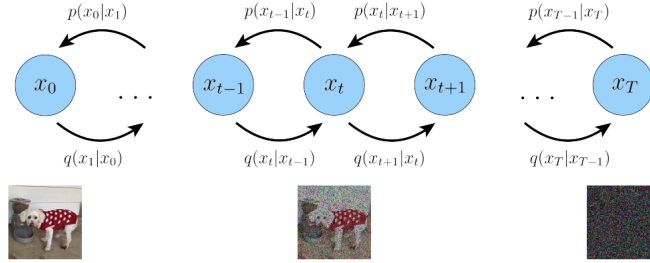 p(x_0|x_1) p(x_{t-1}|x_t) p(x_t|x_{t+1}) p(x_{T-1}|x_T)
x_0 ... x_{t-1} x_t x_{t+1} ... x_T
q(x_1|x_0) q(x_t|x_{t-1}) q(x_{t+1}|x_t) q(x_T|x_{T-1})